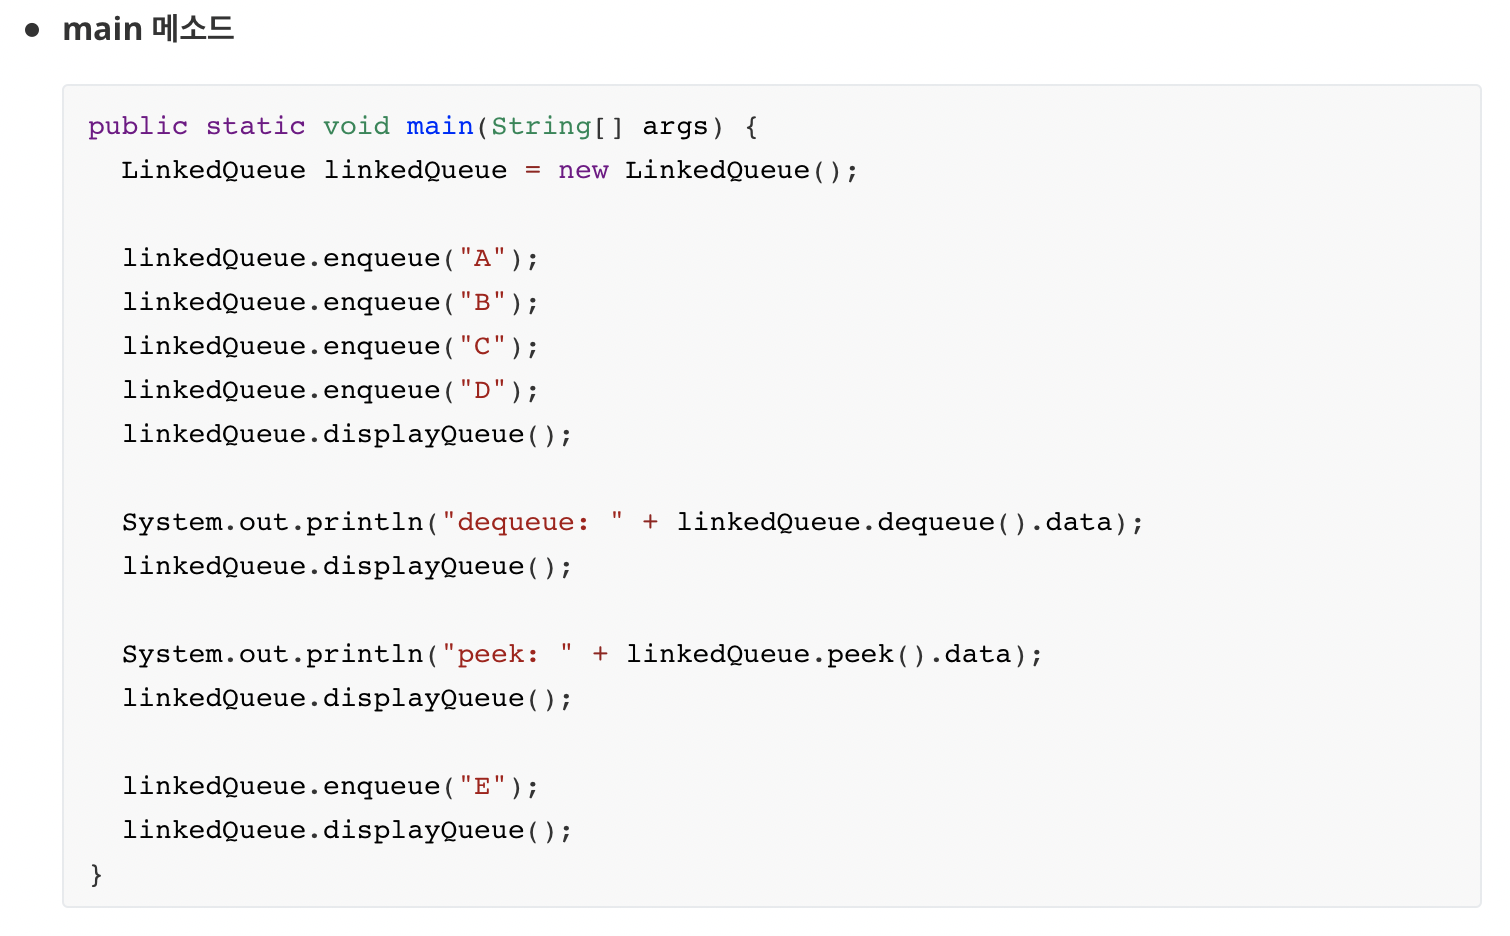 main 메소드
public static void main(String[] args) {
  LinkedQueue linkedQueue = new LinkedQueue();

  linkedQueue.enqueue("A");
  linkedQueue.enqueue("B");
  linkedQueue.enqueue("C");
  linkedQueue.enqueue("D");
  linkedQueue.displayQueue();

  System.out.println("dequeue: " + linkedQueue.dequeue().data);
  linkedQueue.displayQueue();

  System.out.println("peek: " + linkedQueue.peek().data);
  linkedQueue.displayQueue();

  linkedQueue.enqueue("E");
  linkedQueue.displayQueue();
}